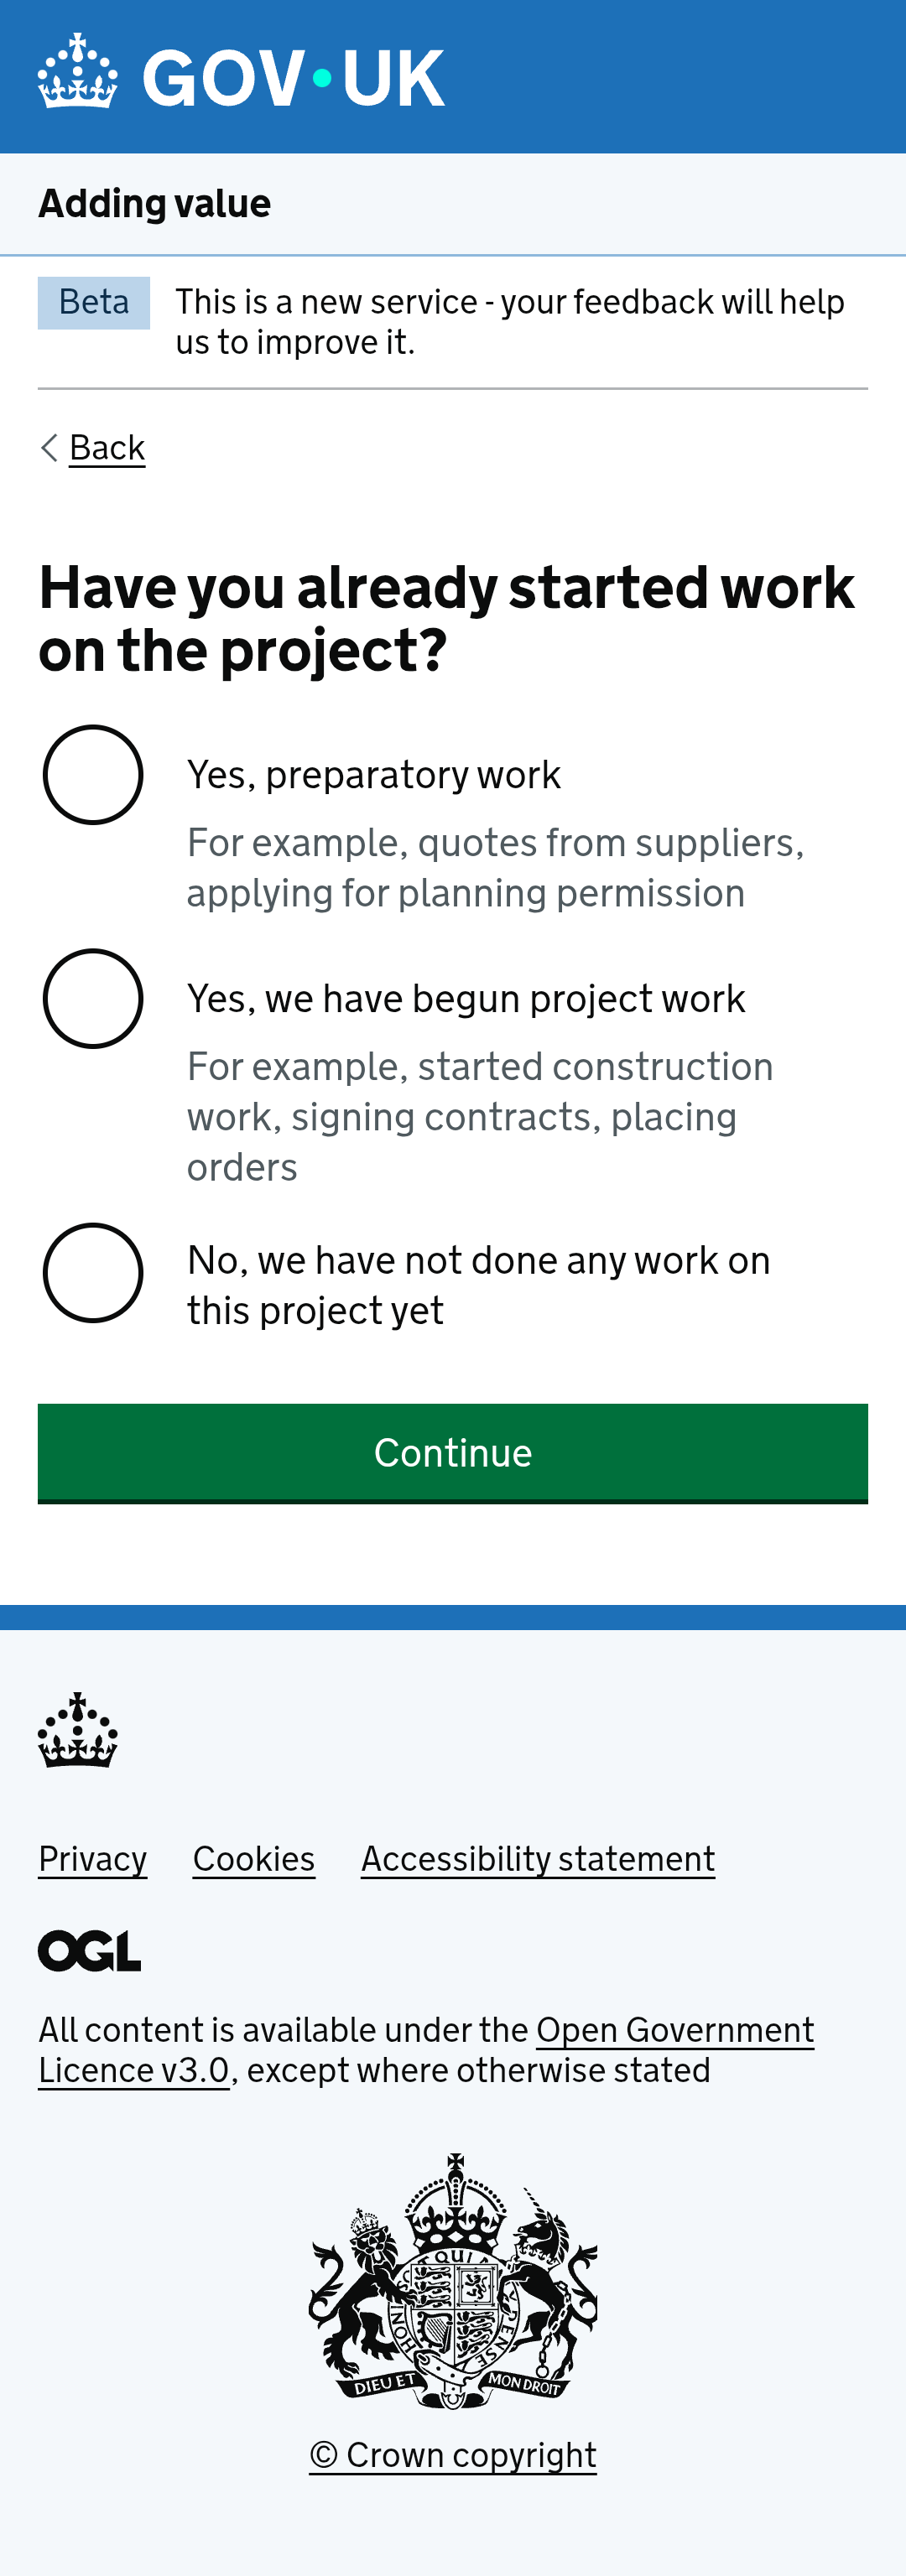 GOV·UK
Adding value
Beta
This is a new service - your feedback will help
us to improve it.
Back
Have you already started work
on the project?
Yes, preparatory work
For example, quotes from suppliers,
applying for planning permission
Yes, we have begun project work
For example, started construction
work, signing contracts, placing
orders
No, we have not done any work on
this project yet
Continue
Privacy Cookies Accessibility statement
OGL
All content is available under the Open Government
Licence v3.0, except where otherwise stated
QUI
HONI
PENSE
DIEU ET MON DROIT
© Crown copyright